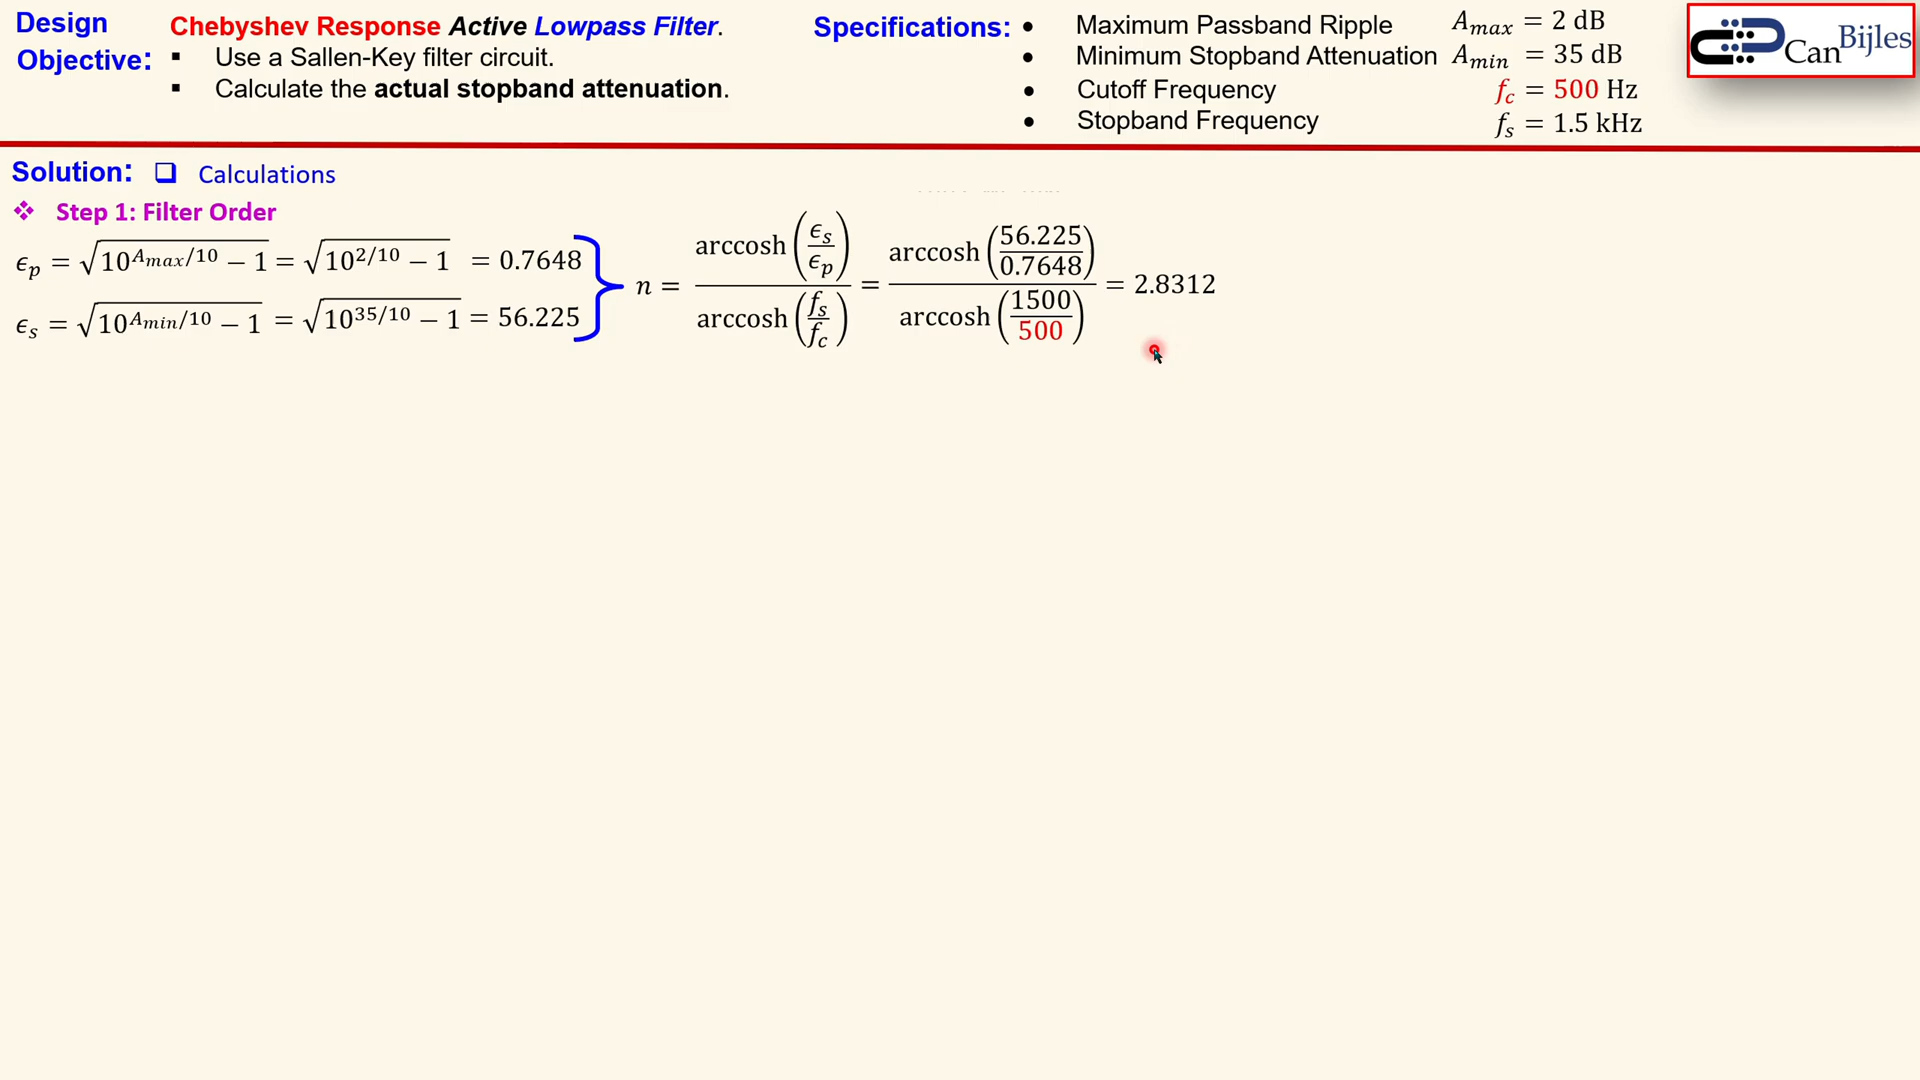 Design Objective:
Chebyshev Response Active Lowpass Filter.
▪ Use a Sallen-Key filter circuit.
▪ Calculate the actual stopband attenuation.
Specifications:
• Maximum Passband Ripple A_max = 2 dB
• Minimum Stopband Attenuation A_min = 35 dB
• Cutoff Frequency f_c = 500 Hz
• Stopband Frequency f_s = 1.5 kHz
CanBijles
Solution: ❑ Calculations
❖ Step 1: Filter Order
ϵ_p = √(10^(A_max/10) − 1) = √(10^(2/10) − 1) = 0.7648
ϵ_s = √(10^(A_min/10) − 1) = √(10^(35/10) − 1) = 56.225
n = arccosh(ϵ_s/ϵ_p) / arccosh(f_s/f_c) = arccosh(56.225/0.7648) / arccosh(1500/500) = 2.8312